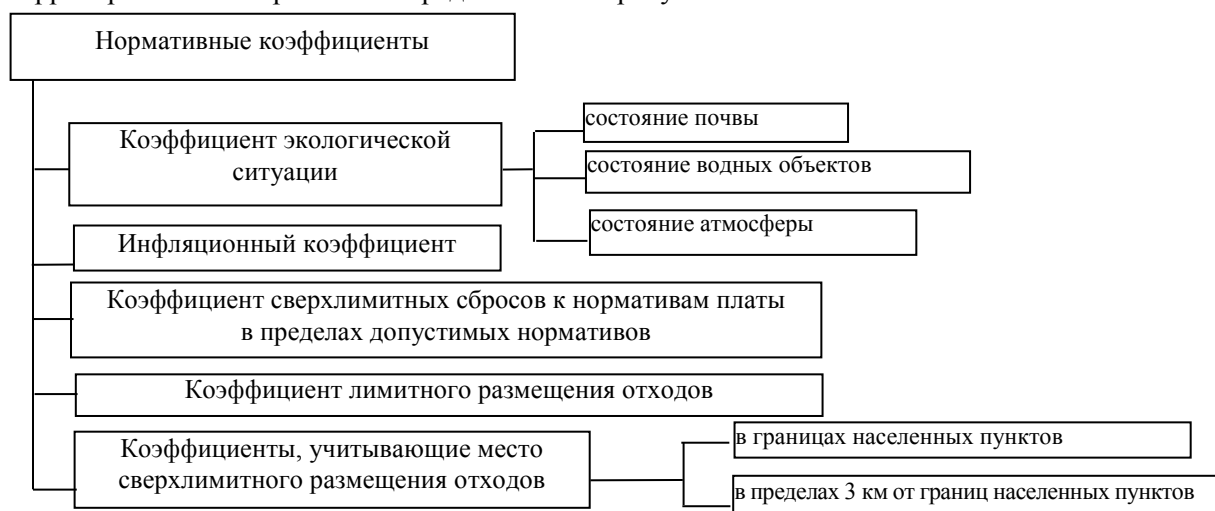 Нормативные коэффициенты
Коэффициент экологической
ситуации
состояние почвы
состояние водных объектов
состояние атмосферы
Инфляционный коэффициент
Коэффициент сверхлимитных сбросов к нормативам платы
в пределах допустимых нормативов
Коэффициент лимитного размещения отходов
Коэффициенты, учитывающие место
сверхлимитного размещения отходов
в границах населенных пунктов
в пределах 3 км от границ населенных пунктов